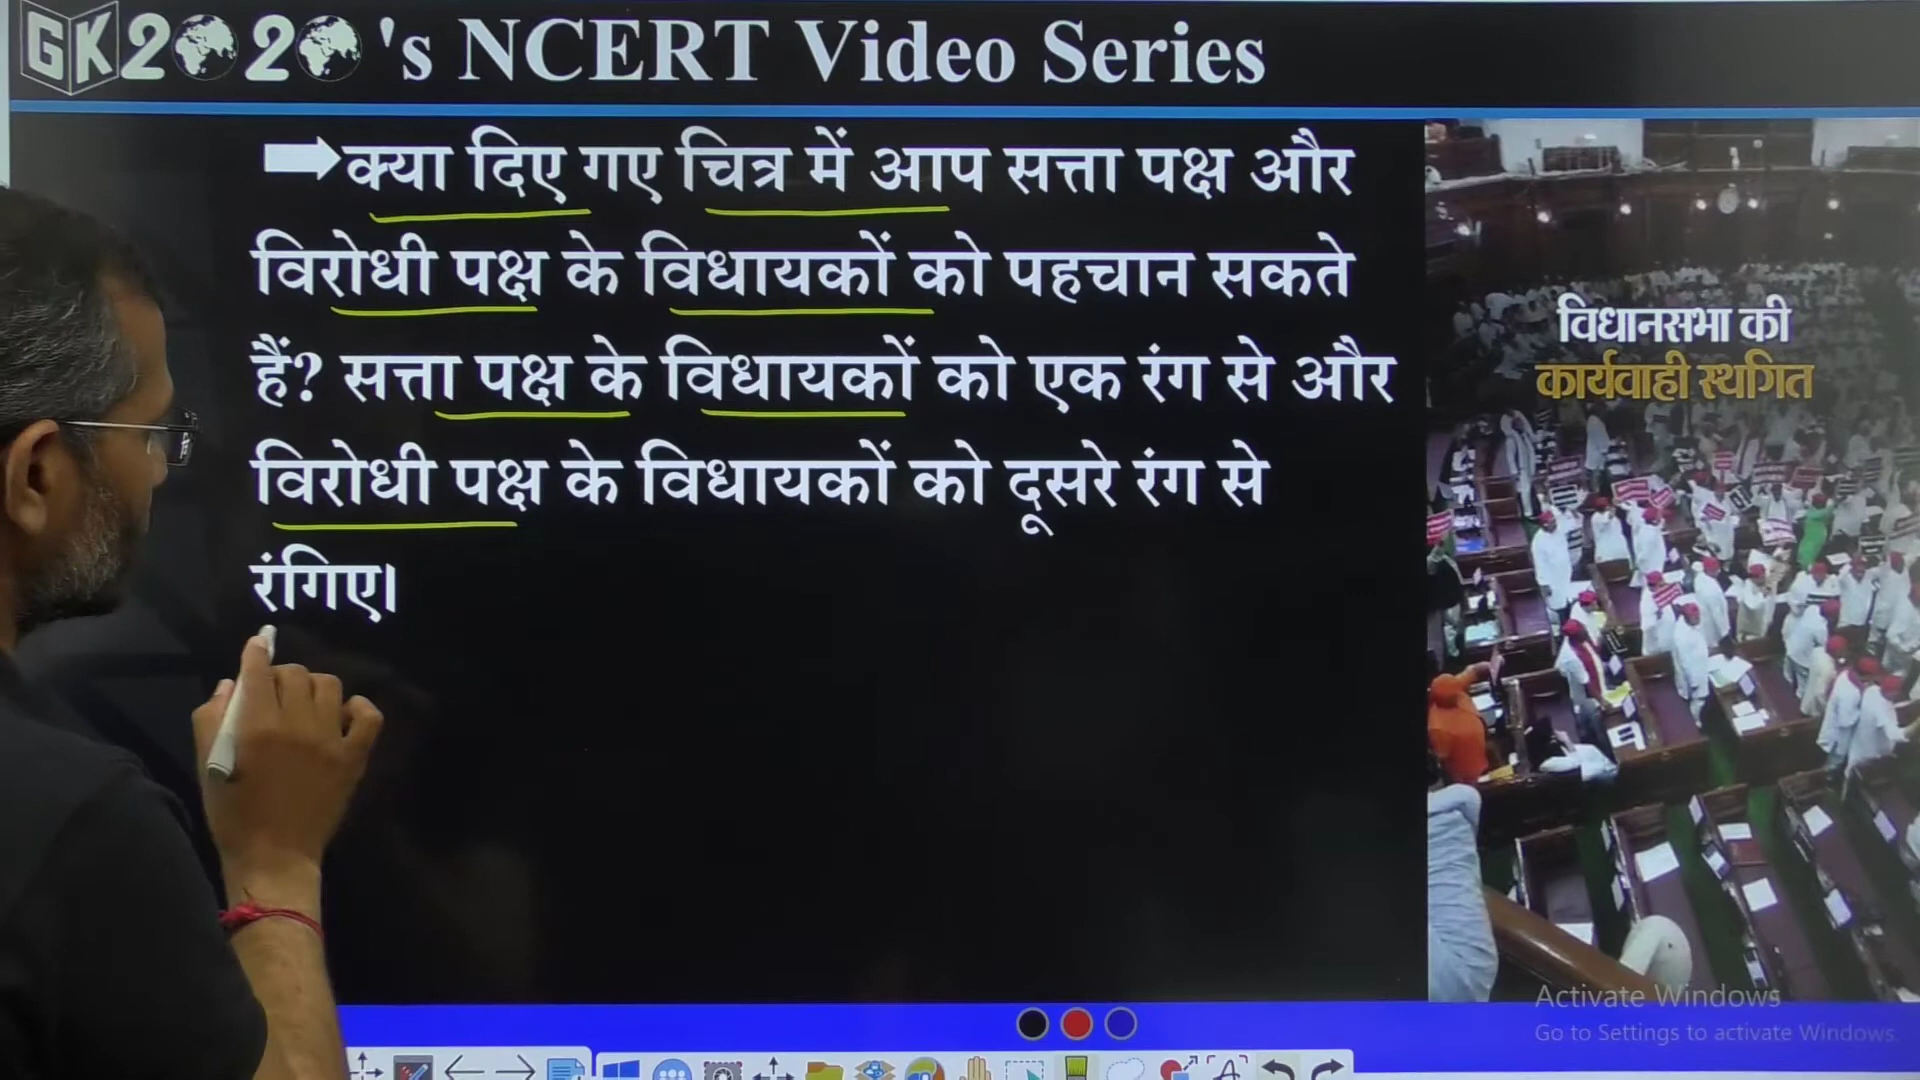 GK2020's NCERT Video Series
➡क्या दिए गए चित्र में आप सत्ता पक्ष और
विरोधी पक्ष के विधायकों को पहचान सकते
हैं? सत्ता पक्ष के विधायकों को एक रंग से और
विरोधी पक्ष के विधायकों को दूसरे रंग से
रंगिए।
विधानसभा की
कार्यवाही स्थगित
Activate Windows
Go to Settings to activate Windows.